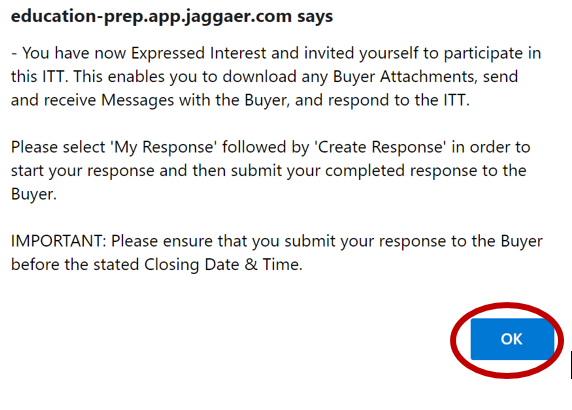 education-prep.app.jaggaer.com says
- You have now Expressed Interest and invited yourself to participate in
this ITT. This enables you to download any Buyer Attachments, send
and receive Messages with the Buyer, and respond to the ITT.
Please select 'My Response' followed by 'Create Response' in order to
start your response and then submit your completed response to the
Buyer.
IMPORTANT: Please ensure that you submit your response to the Buyer
before the stated Closing Date & Time.
OK